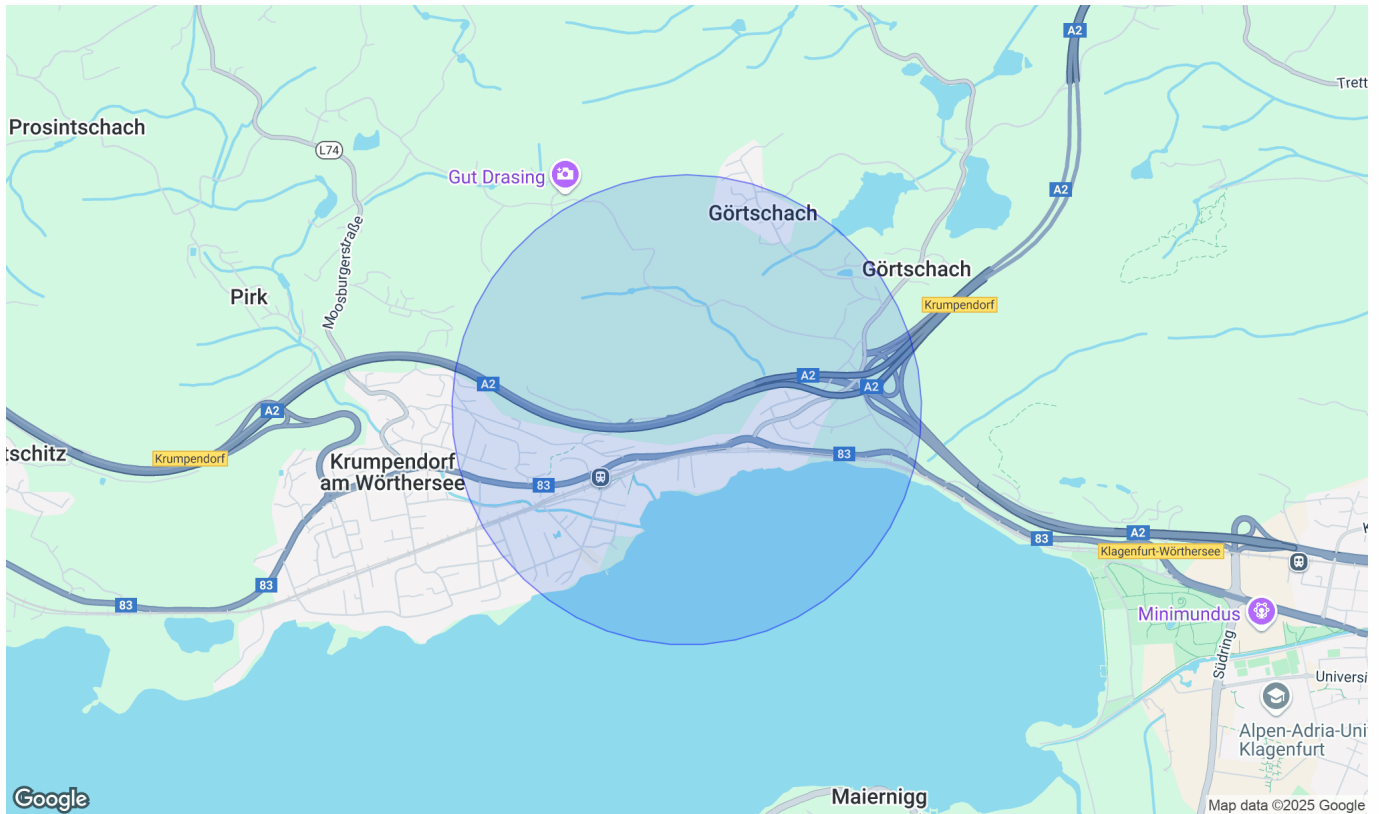 A2
Trett
Prosintschach
L74
Gut Drasing
A2
Görtschach
Moosburgerstraße
Görtschach
Pirk
Krumpendorf
A2
A2
A2
A2
tschitz
Krumpendorf
Krumpendorf
am Wörthersee
83
83
A2
83
Klagenfurt-Wörthersee
K
83
83
Minimundus
Südring
Universi
Alpen-Adria-Uni
Klagenfurt
Maiernigg
Google
Map data ©2025 Google